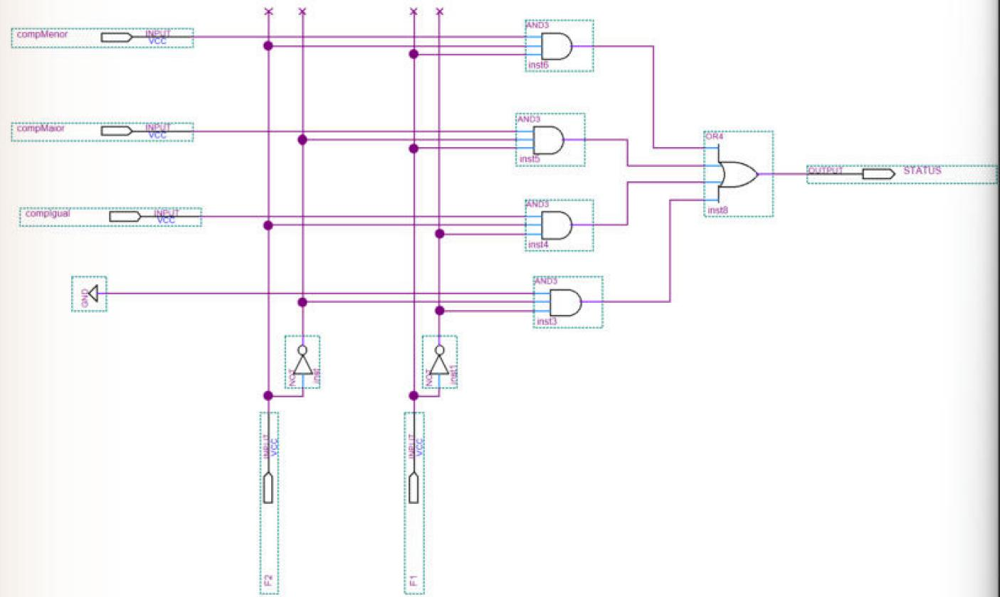 compMenor
INPUT
VCC
AND3
inst6
compMaior
INPUT
VCC
AND3
inst5
OR4
inst8
OUTPUT
STATUS
compIgual
INPUT
VCC
AND3
inst4
GND
AND3
inst3
NOT
inst
NOT
inst1
INPUT
VCC
F2
INPUT
VCC
F1